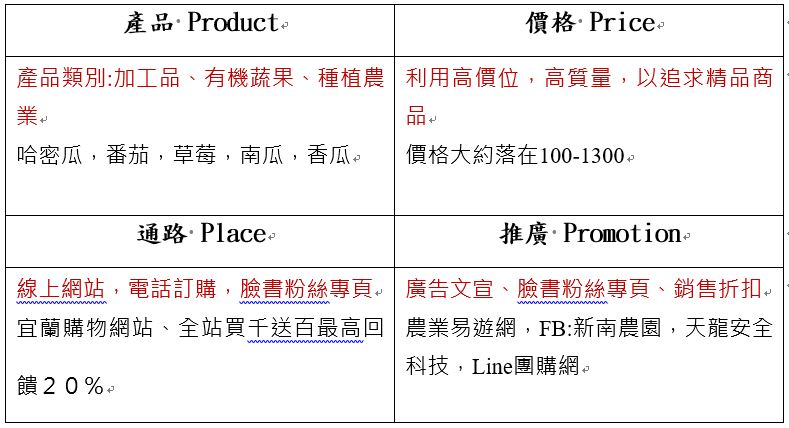 產品 Product
產品類別:加工品、有機蔬果、種植農
業
哈密瓜，番茄，草莓，南瓜，香瓜
價格 Price
利用高價位，高質量，以追求精品商
品
價格大約落在100-1300
通路 Place
線上網站，電話訂購，臉書粉絲專頁
宜蘭購物網站、全站買千送百最高回
饋２０％
推廣 Promotion
廣告文宣、臉書粉絲專頁、銷售折扣
農業易遊網，FB:新南農園，天龍安全
科技，Line團購網